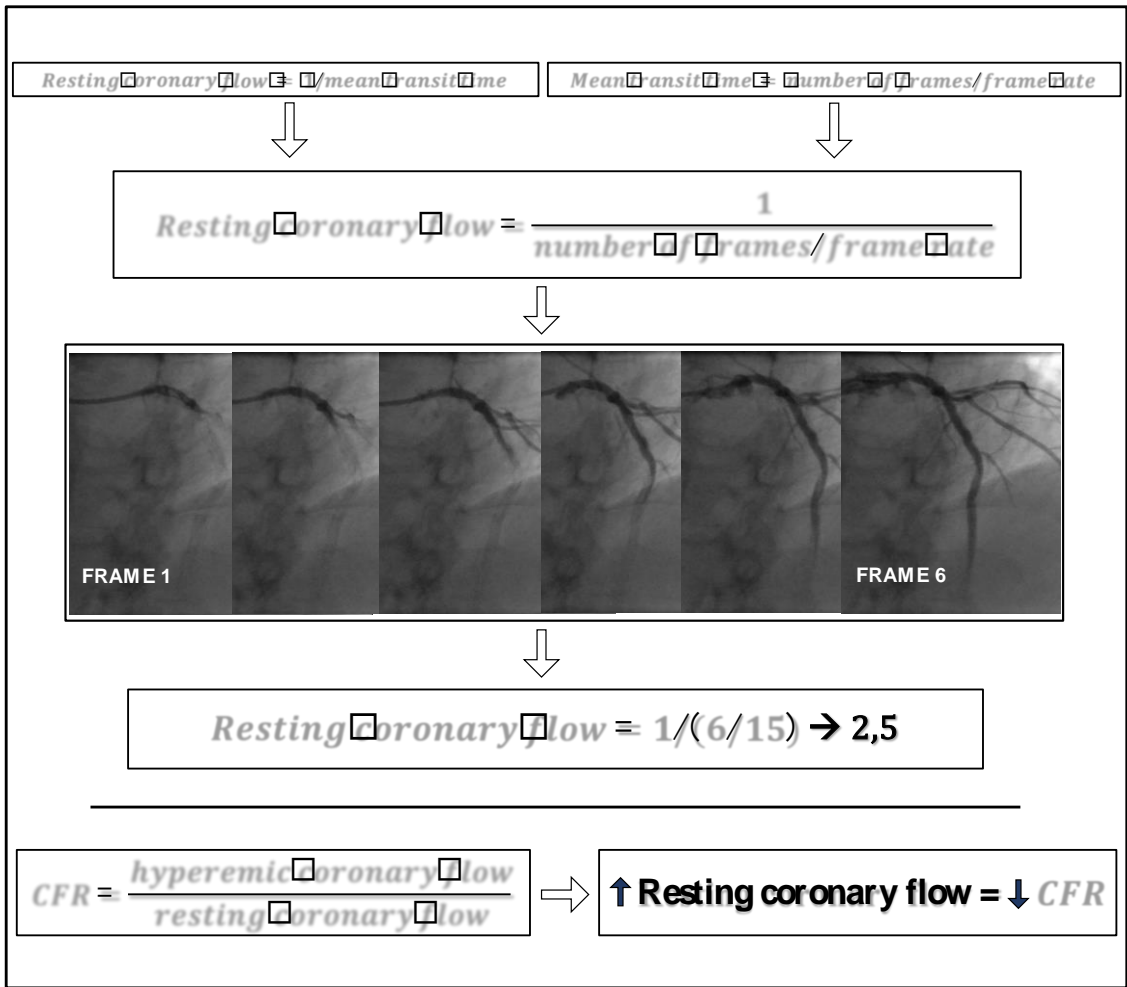 Resting coronary flow = 1/mean transit time
Mean transit time = number of frames/frame rate
Resting coronary flow = 1
number of frames/frame rate
FRAME 1
FRAME 6
Resting coronary flow = 1/(6/15) → 2,5
CFR = hyperemic coronary flow
resting coronary flow
↑ Resting coronary flow = ↓ CFR